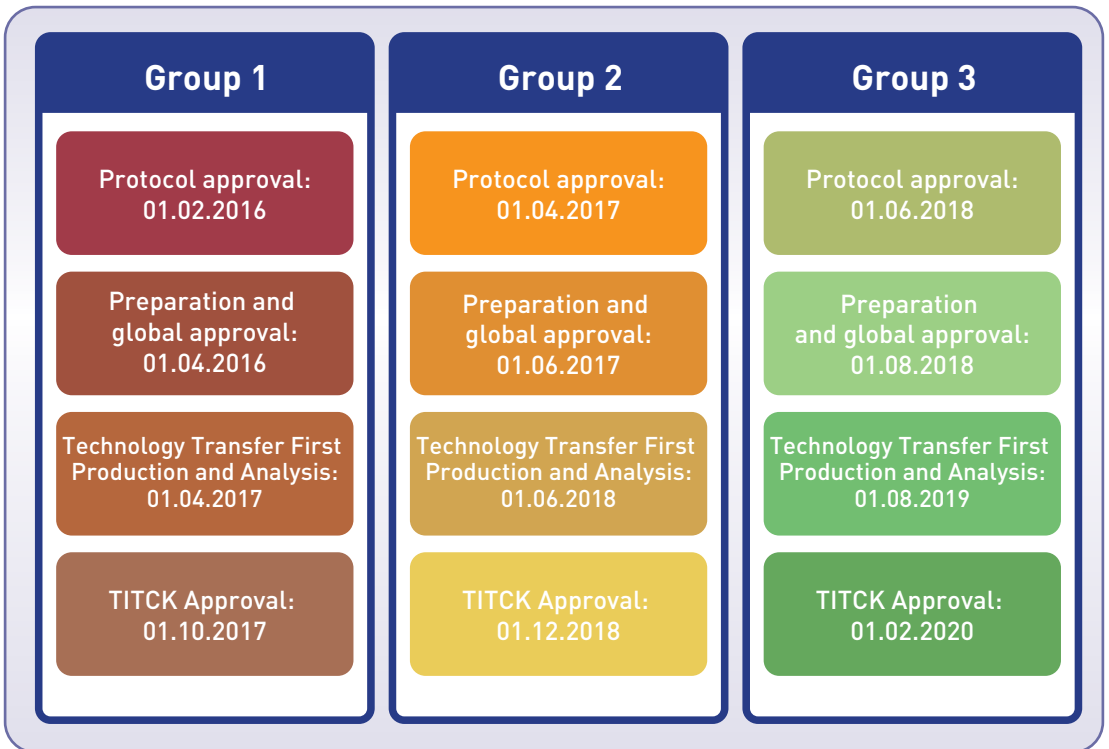 Group 1
Protocol approval:
01.02.2016
Preparation and
global approval:
01.04.2016
Technology Transfer First
Production and Analysis:
01.04.2017
TITCK Approval:
01.10.2017
Group 2
Protocol approval:
01.04.2017
Preparation and
global approval:
01.06.2017
Technology Transfer First
Production and Analysis:
01.06.2018
TITCK Approval:
01.12.2018
Group 3
Protocol approval:
01.06.2018
Preparation
and global approval:
01.08.2018
Technology Transfer First
Production and Analysis:
01.08.2019
TITCK Approval:
01.02.2020